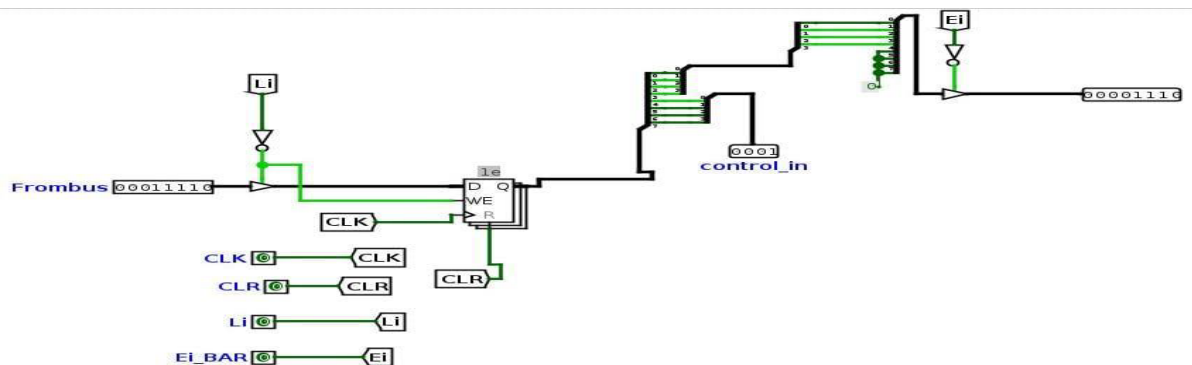 Ei
Li
0
00001110
0001
control_in
1e
Frombus 00011110
D Q
WE
R
CLK
CLK CLK
CLR CLR
CLR
Li Li
Ei_BAR Ei